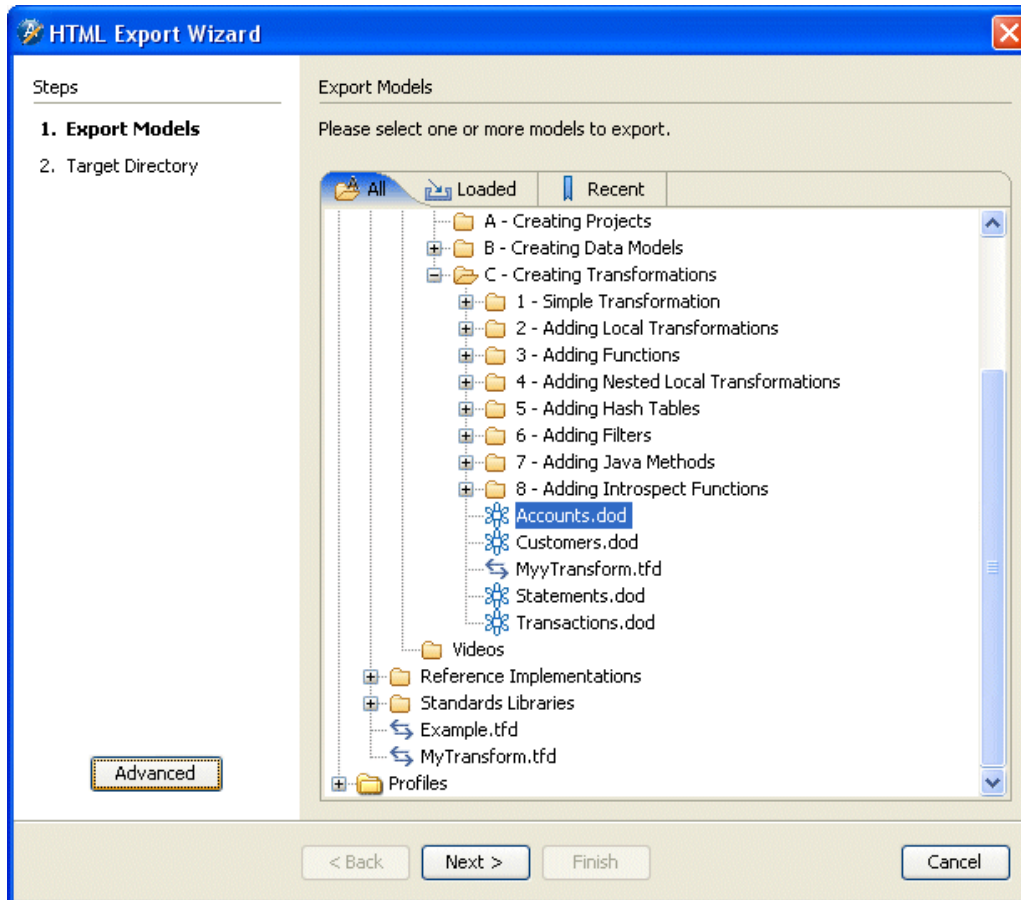 HTML Export Wizard
Steps
1. Export Models
2. Target Directory
Export Models
Please select one or more models to export.
All Loaded Recent
A - Creating Projects
B - Creating Data Models
C - Creating Transformations
1 - Simple Transformation
2 - Adding Local Transformations
3 - Adding Functions
4 - Adding Nested Local Transformations
5 - Adding Hash Tables
6 - Adding Filters
7 - Adding Java Methods
8 - Adding Introspect Functions
Accounts.dod
Customers.dod
MyyTransform.tfd
Statements.dod
Transactions.dod
Videos
Reference Implementations
Standards Libraries
Example.tfd
MyTransform.tfd
Profiles
Advanced
< Back Next > Finish Cancel